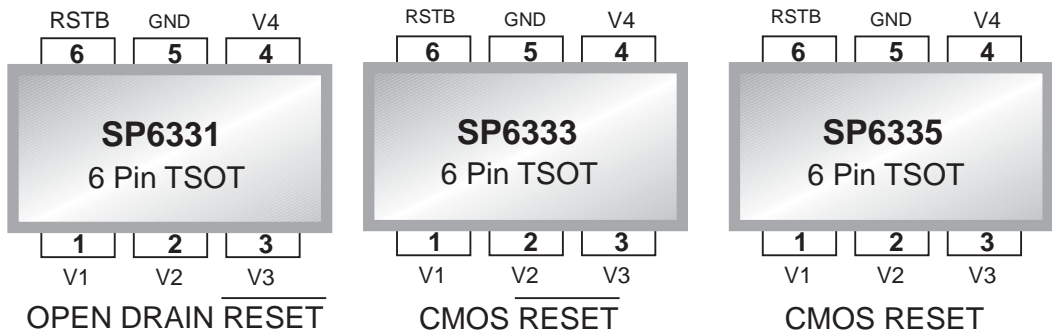 RSTB GND V4
6 5 4
SP6331
6 Pin TSOT
1 2 3
V1 V2 V3
OPEN DRAIN RESET
RSTB GND V4
6 5 4
SP6333
6 Pin TSOT
1 2 3
V1 V2 V3
CMOS RESET
RSTB GND V4
6 5 4
SP6335
6 Pin TSOT
1 2 3
V1 V2 V3
CMOS RESET